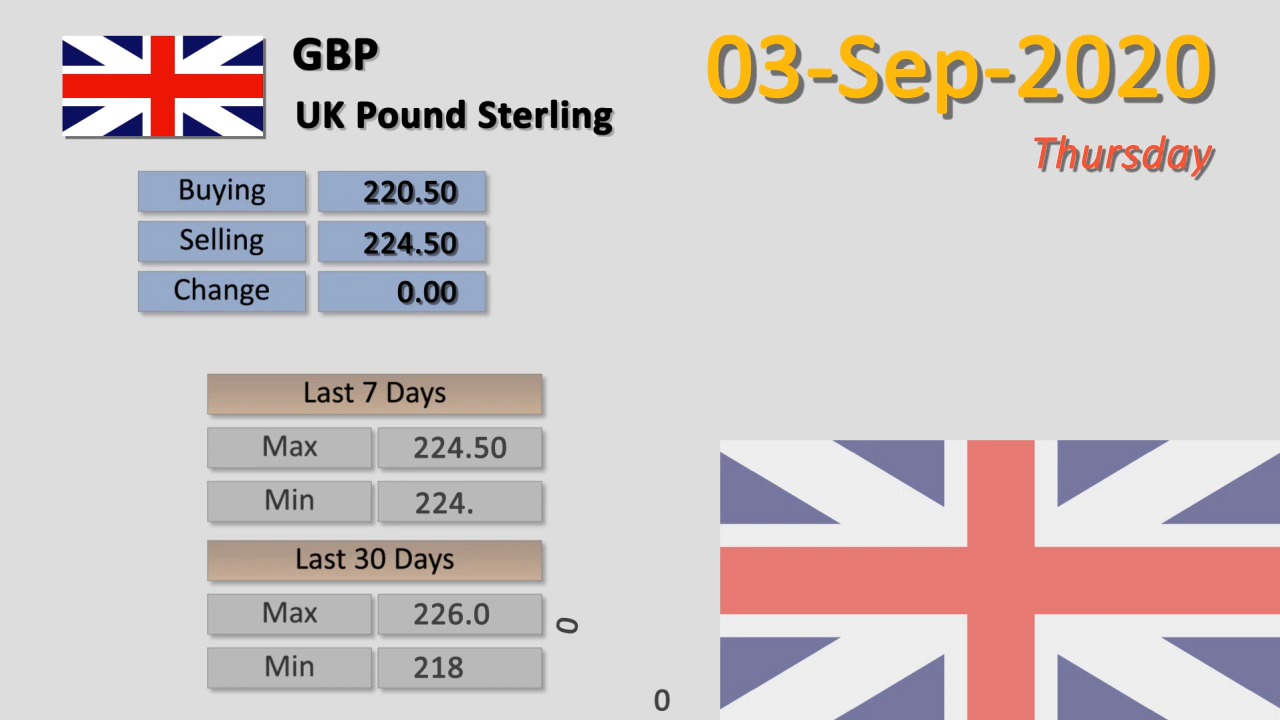 GBP
UK Pound Sterling
03-Sep-2020
Thursday
Buying 220.50
Selling 224.50
Change 0.00
Last 7 Days
Max 224.50
Min 224.
Last 30 Days
Max 226.0
0
Min 218
0